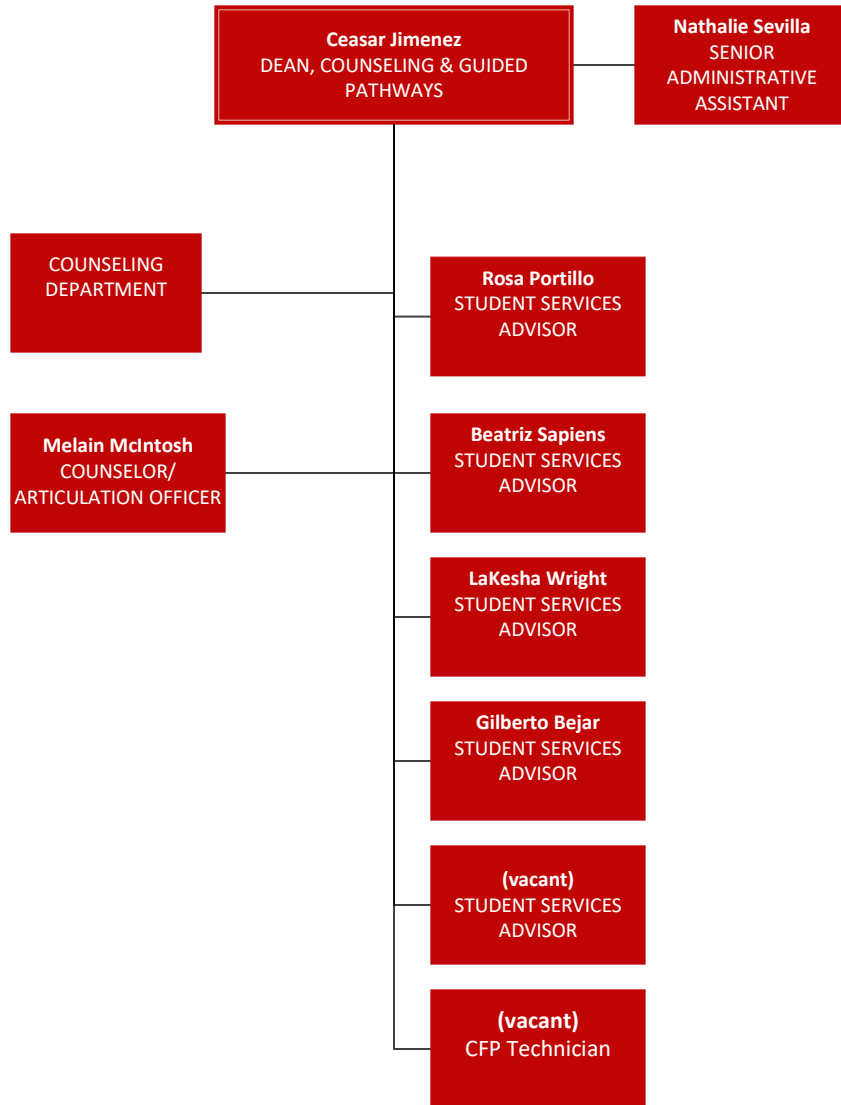 Ceasar Jimenez
DEAN, COUNSELING & GUIDED
PATHWAYS
Nathalie Sevilla
SENIOR
ADMINISTRATIVE
ASSISTANT
COUNSELING
DEPARTMENT
Rosa Portillo
STUDENT SERVICES
ADVISOR
Melain McIntosh
COUNSELOR/
ARTICULATION OFFICER
Beatriz Sapiens
STUDENT SERVICES
ADVISOR
LaKesha Wright
STUDENT SERVICES
ADVISOR
Gilberto Bejar
STUDENT SERVICES
ADVISOR
(vacant)
STUDENT SERVICES
ADVISOR
(vacant)
CFP Technician